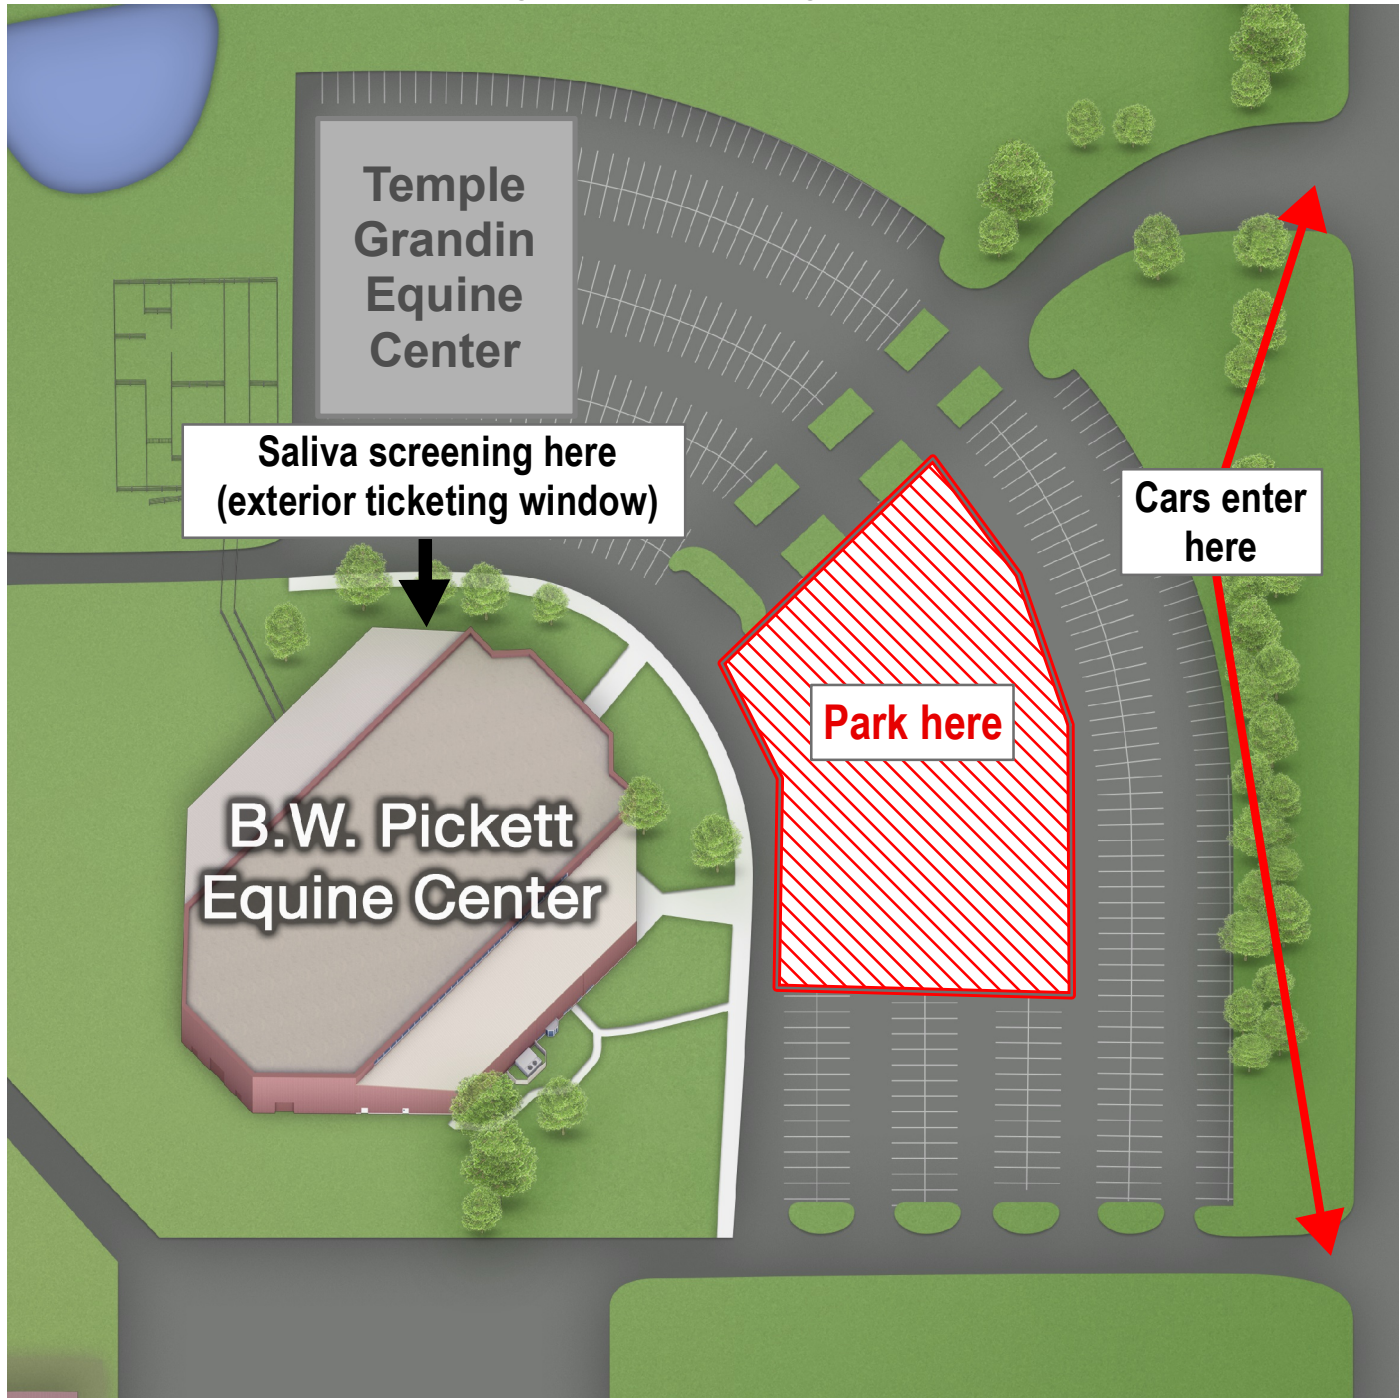 Temple
Grandin
Equine
Center
Saliva screening here
(exterior ticketing window)
Cars enter
here
Park here
B.W. Pickett
Equine Center